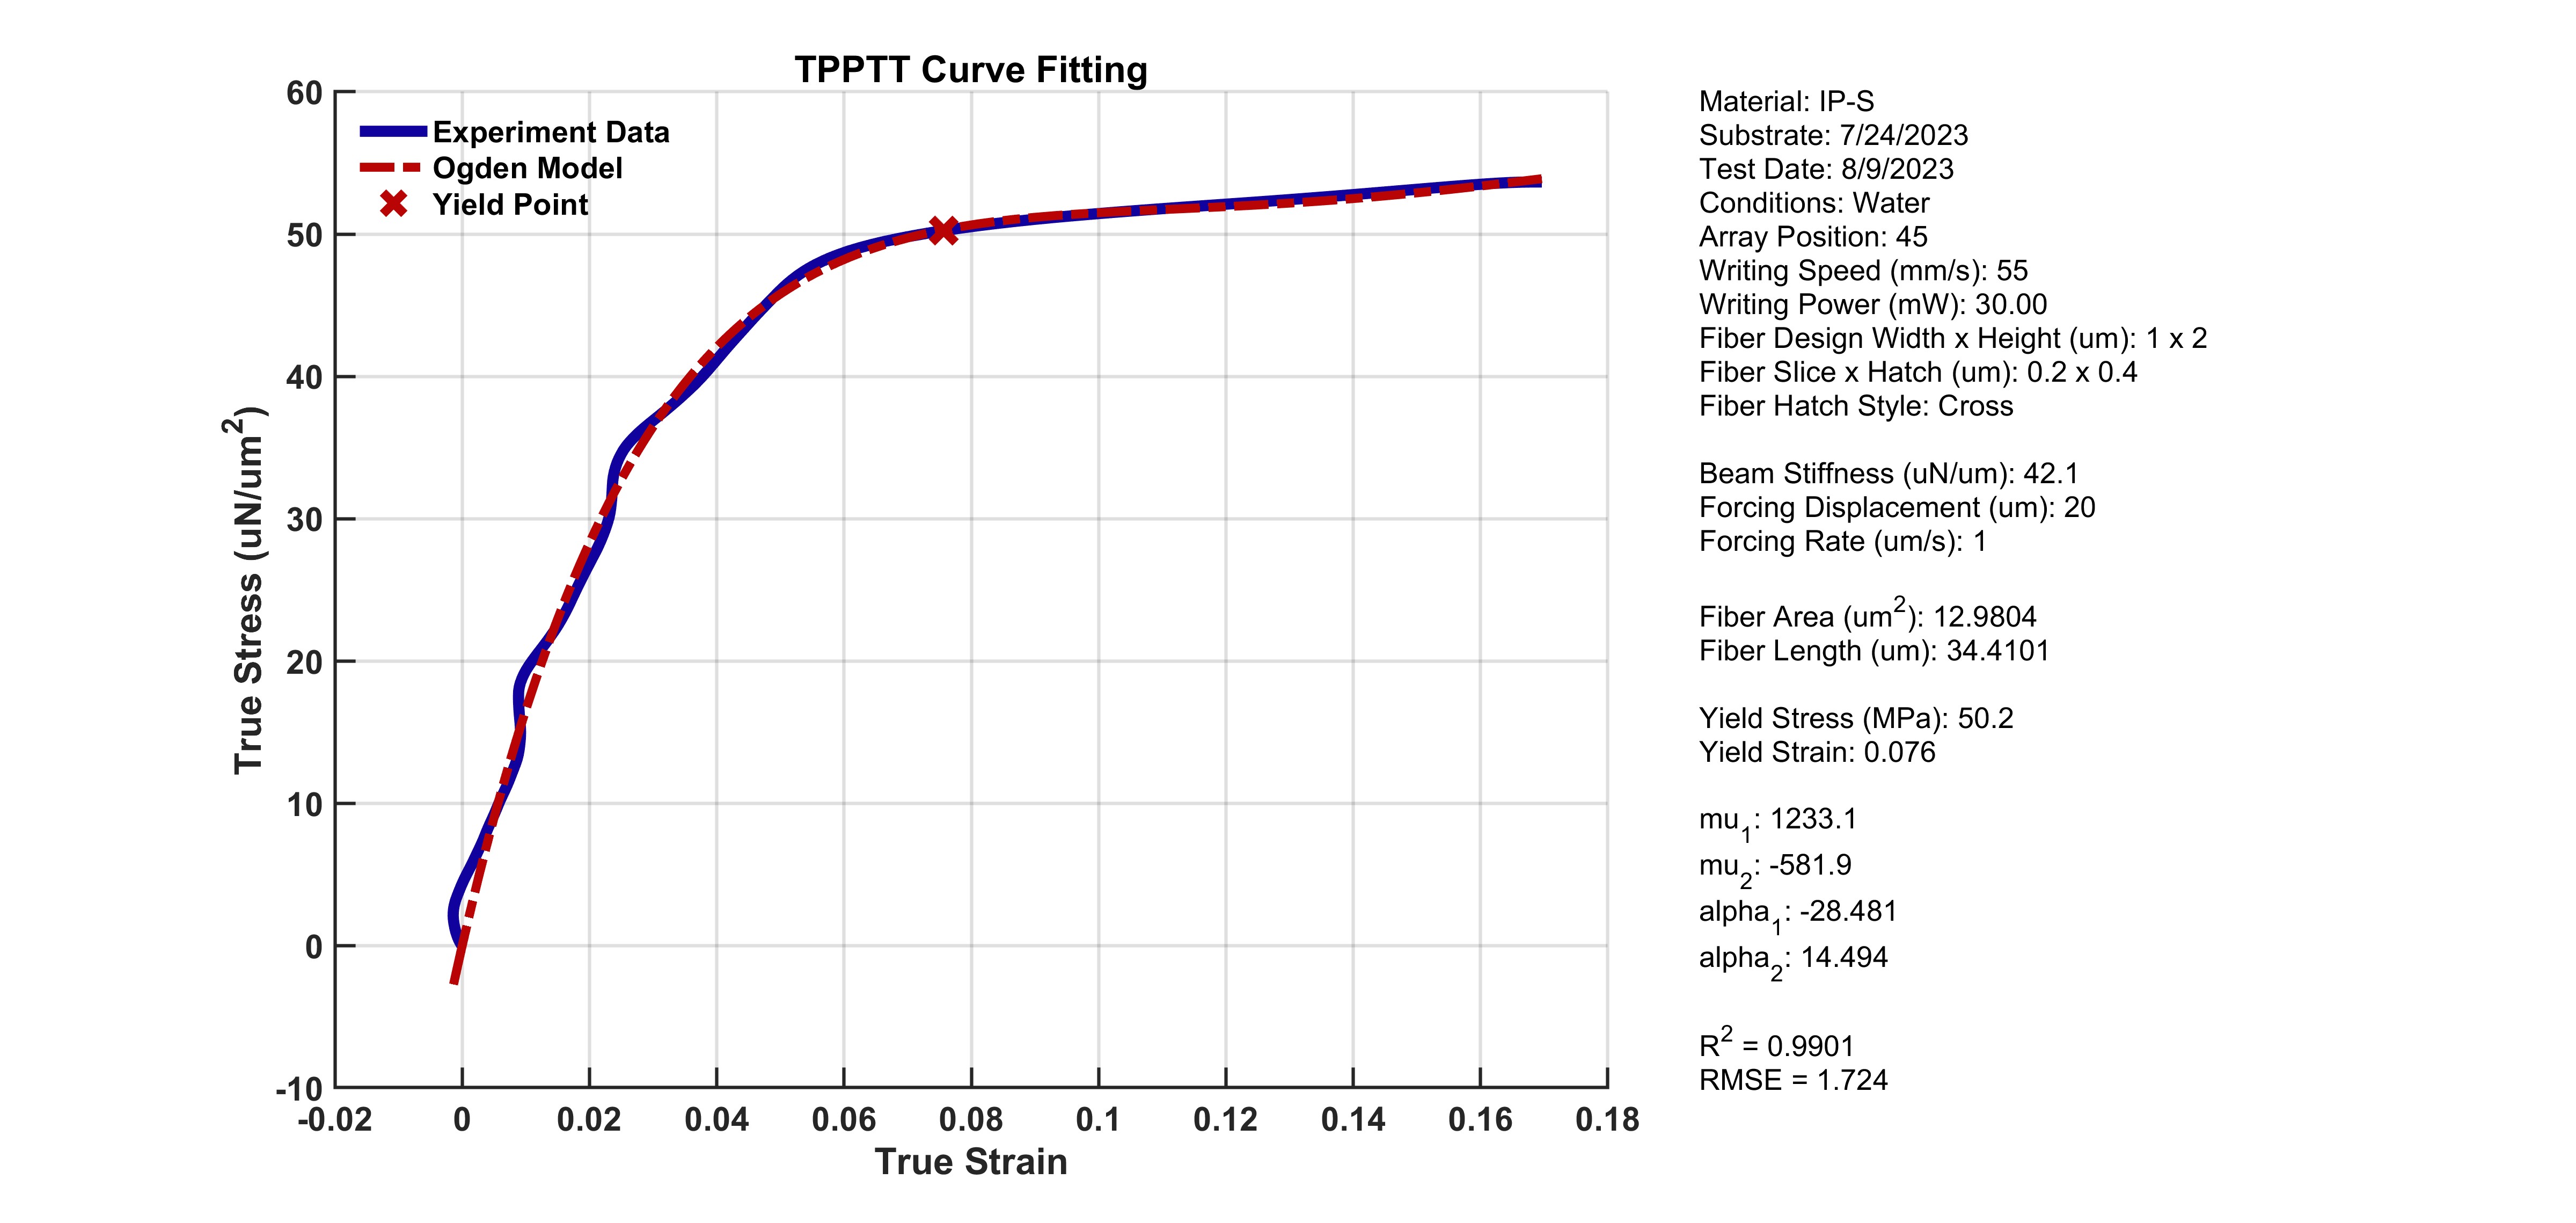 TPPTT Curve Fitting
Experiment Data
Ogden Model
Yield Point
60
50
40
30
20
10
0
-10
True Stress (uN/um²)
-0.02 0 0.02 0.04 0.06 0.08 0.1 0.12 0.14 0.16 0.18
True Strain
Material: IP-S
Substrate: 7/24/2023
Test Date: 8/9/2023
Conditions: Water
Array Position: 45
Writing Speed (mm/s): 55
Writing Power (mW): 30.00
Fiber Design Width x Height (um): 1 x 2
Fiber Slice x Hatch (um): 0.2 x 0.4
Fiber Hatch Style: Cross
Beam Stiffness (uN/um): 42.1
Forcing Displacement (um): 20
Forcing Rate (um/s): 1
Fiber Area (um²): 12.9804
Fiber Length (um): 34.4101
Yield Stress (MPa): 50.2
Yield Strain: 0.076
mu₁: 1233.1
mu₂: -581.9
alpha₁: -28.481
alpha₂: 14.494
R² = 0.9901
RMSE = 1.724